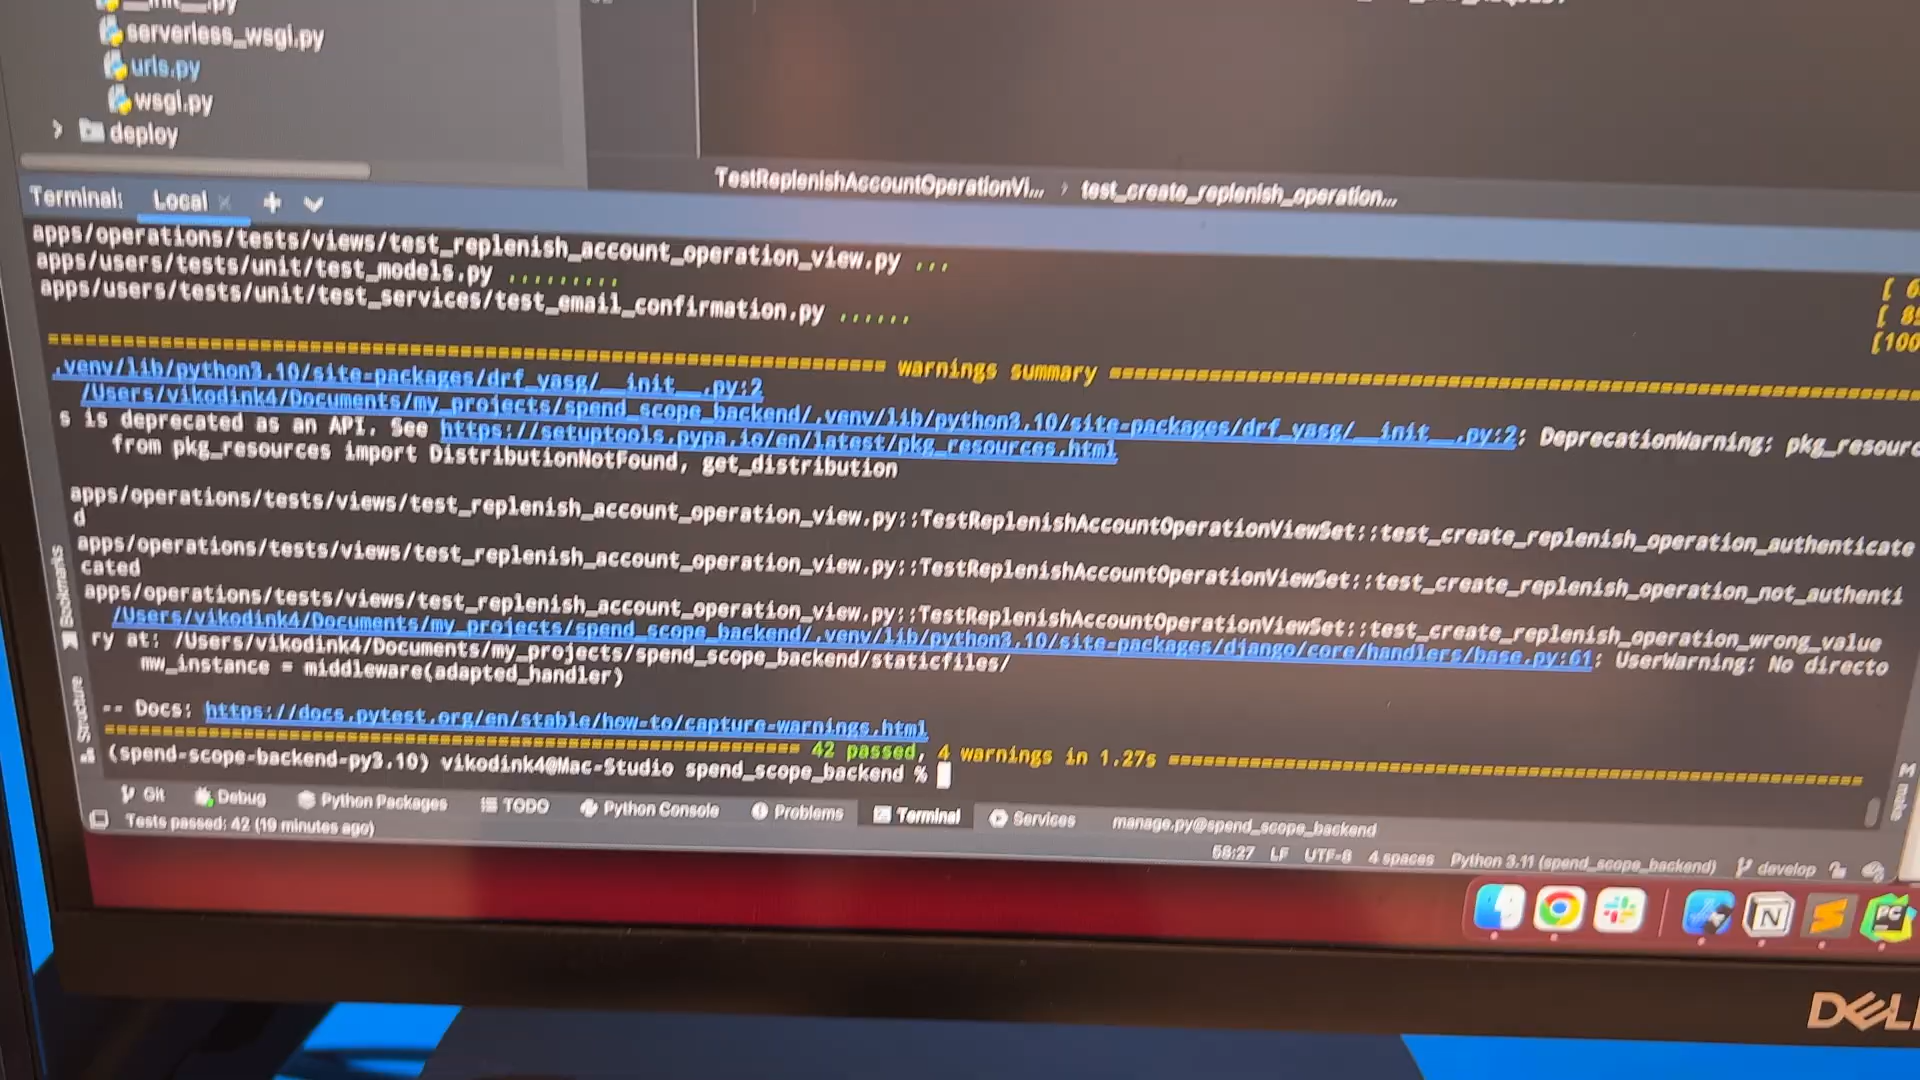 serverless_wsgi.py
urls.py
wsgi.py
deploy
TestReplenishAccountOperationVi... › test_create_replenish_operation...
Terminal: Local
apps/operations/tests/views/test_replenish_account_operation_view.py ...
apps/users/tests/unit/test_models.py .........
apps/users/tests/unit/test_services/test_email_confirmation.py ......
[100
warnings summary
.venv/lib/python3.10/site-packages/drf_yasg/__init__.py:2
/Users/vikodink4/Documents/my_projects/spend_scope_backend/.venv/lib/python3.10/site-packages/drf_yasg/__init__.py:2: DeprecationWarning: pkg_resourc
s is deprecated as an API. See https://setuptools.pypa.io/en/latest/pkg_resources.html
from pkg_resources import DistributionNotFound, get_distribution
apps/operations/tests/views/test_replenish_account_operation_view.py::TestReplenishAccountOperationViewSet::test_create_replenish_operation_authenticate
d
apps/operations/tests/views/test_replenish_account_operation_view.py::TestReplenishAccountOperationViewSet::test_create_replenish_operation_not_authenti
cated
apps/operations/tests/views/test_replenish_account_operation_view.py::TestReplenishAccountOperationViewSet::test_create_replenish_operation_wrong_value
/Users/vikodink4/Documents/my_projects/spend_scope_backend/.venv/lib/python3.10/site-packages/django/core/handlers/base.py:61: UserWarning: No directo
ry at: /Users/vikodink4/Documents/my_projects/spend_scope_backend/staticfiles/
mw_instance = middleware(adapted_handler)
-- Docs: https://docs.pytest.org/en/stable/how-to/capture-warnings.html
42 passed, 4 warnings in 1.27s
(spend-scope-backend-py3.10) vikodink4@Mac-Studio spend_scope_backend %
Bookmarks
Structure
Git Debug Python Packages TODO Python Console Problems Terminal Services manage.py@spend_scope_backend
Tests passed: 42 (19 minutes ago)
58:27 LF UTF-8 4 spaces Python 3.11 (spend_scope_backend) develop
M make
PC
DELL